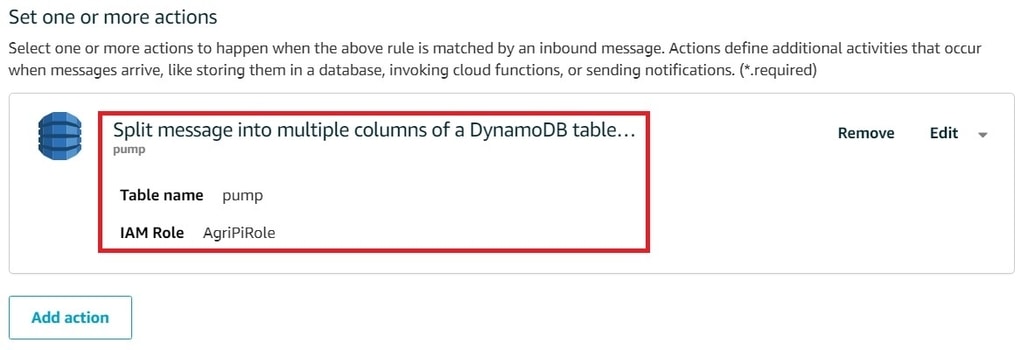 Set one or more actions
Select one or more actions to happen when the above rule is matched by an inbound message. Actions define additional activities that occur
when messages arrive, like storing them in a database, invoking cloud functions, or sending notifications. (*.required)
Split message into multiple columns of a DynamoDB table…
Remove Edit
pump
Table name pump
IAM Role AgriPiRole
Add action